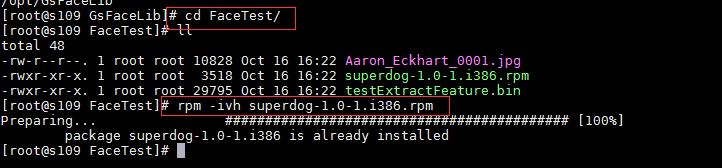 /opt/GsFaceLib
[root@s109 GsFaceLib]# cd FaceTest/
[root@s109 FaceTest]# ll
total 48
-rw-r--r--. 1 root root 10828 Oct 16 16:22 Aaron_Eckhart_0001.jpg
-rwxr-xr-x. 1 root root  3518 Oct 16 16:22 superdog-1.0-1.i386.rpm
-rwxr-xr-x. 1 root root 29795 Oct 16 16:22 testExtractFeature.bin
[root@s109 FaceTest]# rpm -ivh superdog-1.0-1.i386.rpm
Preparing...                ########################################### [100%]
        package superdog-1.0-1.i386 is already installed
[root@s109 FaceTest]#